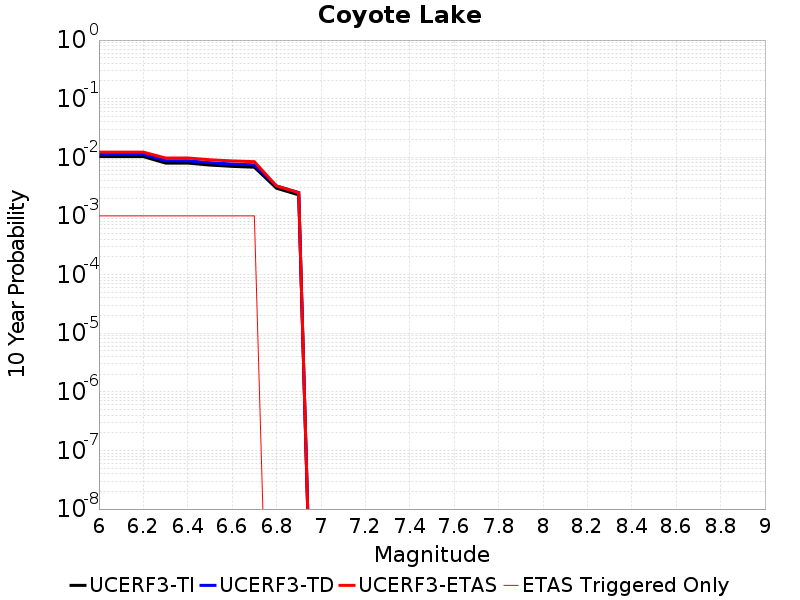 Coyote Lake
10^0
10^-1
10^-2
10^-3
10^-4
10^-5
10^-6
10^-7
10^-8
10 Year Probability
6 6.2 6.4 6.6 6.8 7 7.2 7.4 7.6 7.8 8 8.2 8.4 8.6 8.8 9
Magnitude
UCERF3-TI UCERF3-TD UCERF3-ETAS ETAS Triggered Only